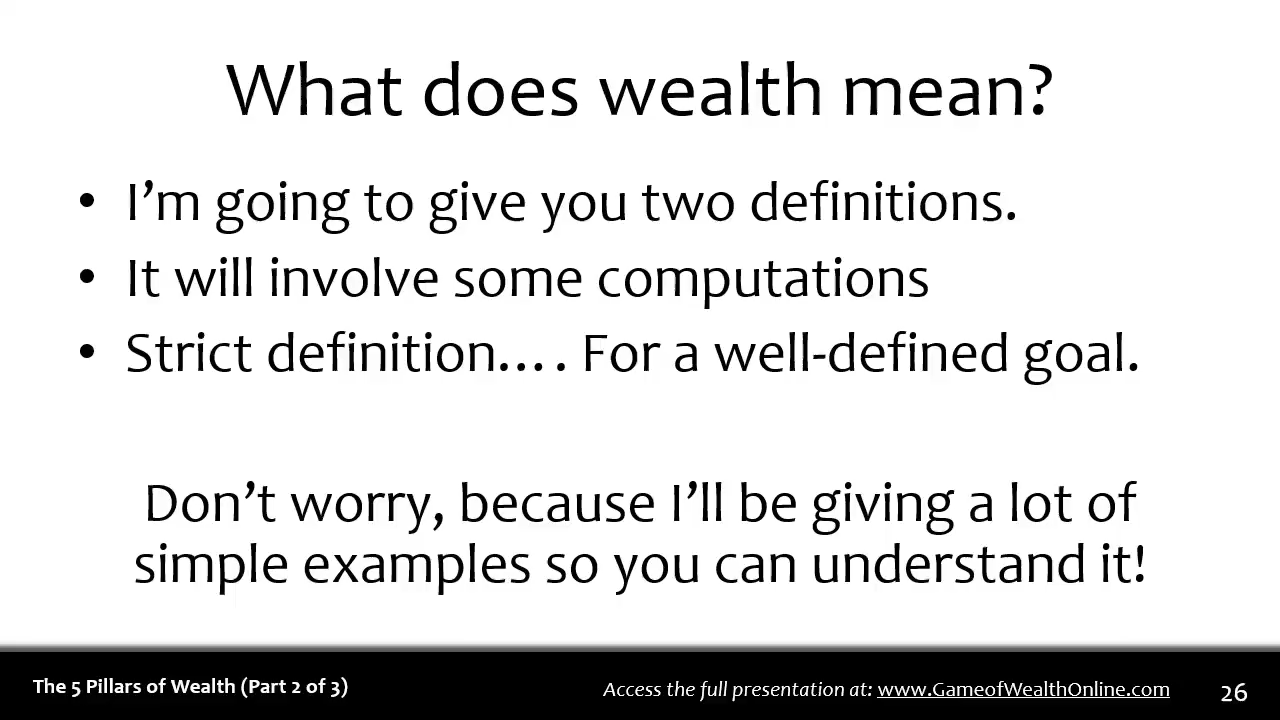 What does wealth mean?
• I’m going to give you two definitions.
• It will involve some computations
• Strict definition…. For a well-defined goal.
Don’t worry, because I’ll be giving a lot of
simple examples so you can understand it!
The 5 Pillars of Wealth (Part 2 of 3)
Access the full presentation at: www.GameofWealthOnline.com
26